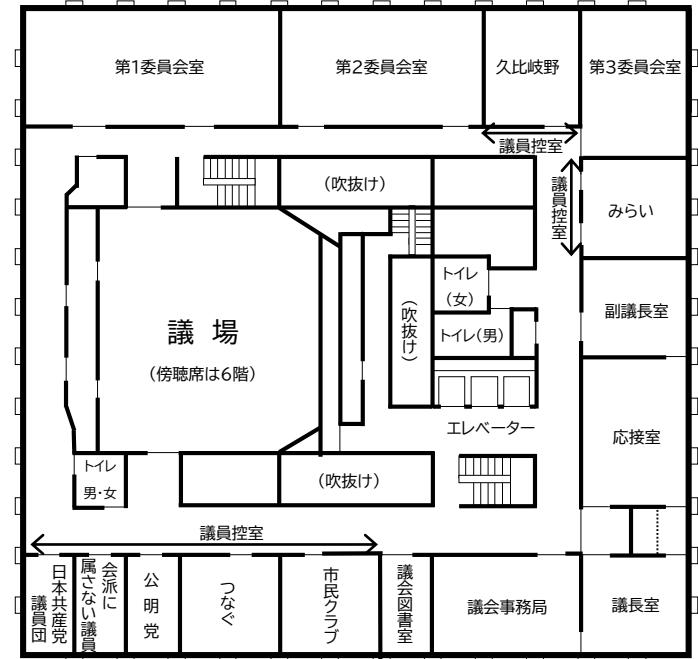 第1委員会室
第2委員会室
久比岐野
第3委員会室
議員控室
(吹抜け)
議員控室
みらい
トイレ
(女)
(吹抜け)
副議長室
議場
(傍聴席は6階)
トイレ(男)
エレベーター
応接室
トイレ
男・女
(吹抜け)
議員控室
日本共産党
議員団
会派に
属さない議員
公明党
つなぐ
市民クラブ
議会図書室
議会事務局
議長室